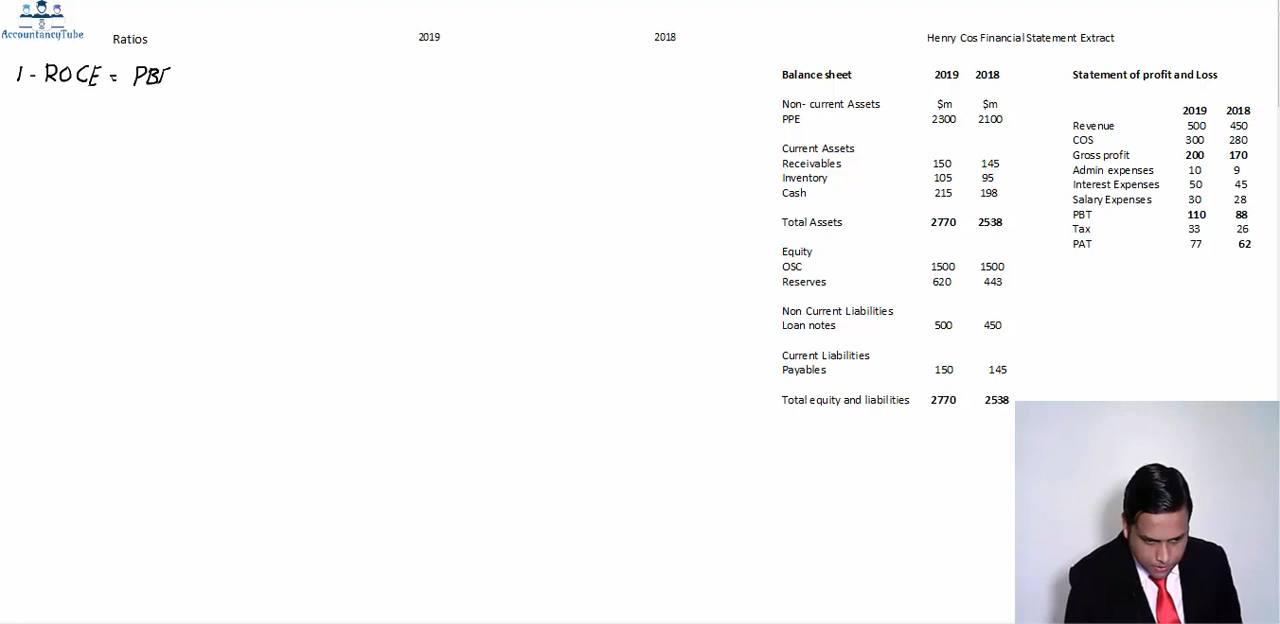 AccountancyTube
Ratios 2019 2018
1 - ROCE = PBT
Henry Cos Financial Statement Extract
Balance sheet 2019 2018
Non- current Assets $m $m
PPE 2300 2100
Current Assets
Receivables 150 145
Inventory 105 95
Cash 215 198
Total Assets 2770 2538
Equity
OSC 1500 1500
Reserves 620 443
Non Current Liabilities
Loan notes 500 450
Current Liabilities
Payables 150 145
Total equity and liabilities 2770 2538
Statement of profit and Loss
2019 2018
Revenue 500 450
COS 300 280
Gross profit 200 170
Admin expenses 10 9
Interest Expenses 50 45
Salary Expenses 30 28
PBT 110 88
Tax 33 26
PAT 77 62